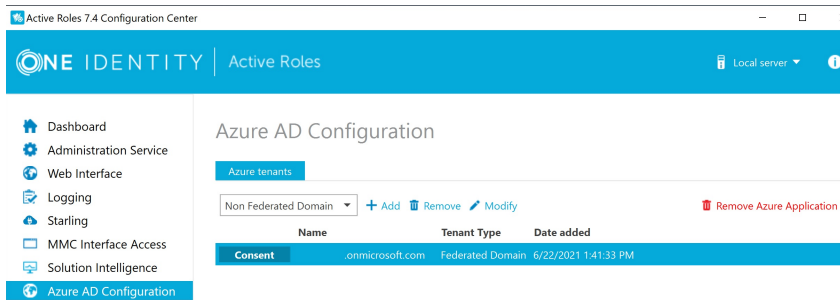 Active Roles 7.4 Configuration Center
ONE IDENTITY Active Roles
Local server
Dashboard
Administration Service
Web Interface
Logging
Starling
MMC Interface Access
Solution Intelligence
Azure AD Configuration
Azure AD Configuration
Azure tenants
Non Federated Domain Add Remove Modify Remove Azure Application
Name Tenant Type Date added
Consent .onmicrosoft.com Federated Domain 6/22/2021 1:41:33 PM